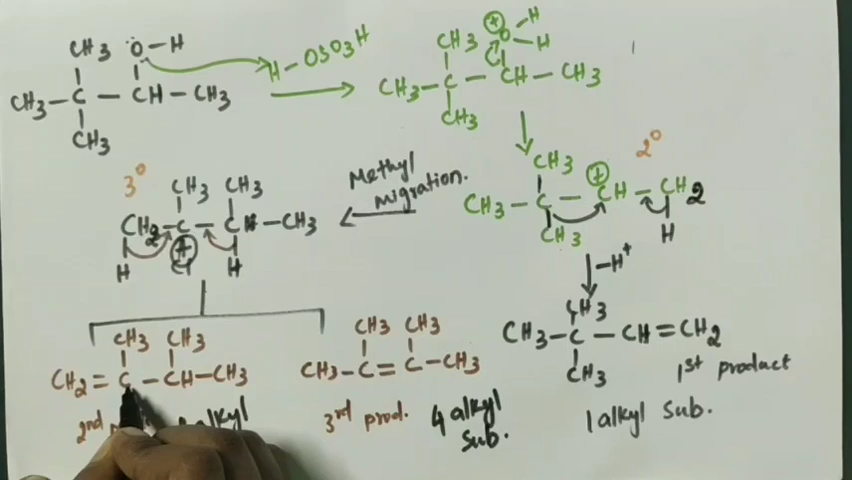 CH3 Ö–H
CH3–C–CH–CH3
CH3
H–OSO3H
CH3 ⊕O–H
H
CH3–C–CH–CH3
CH3
3°
CH3 CH3
CH2–C–CH–CH3
H ⊕ H
Methyl
migration.
2°
CH3 ⊕
CH3–C–CH–CH2
CH3 H
–H+
CH3 CH3
CH2=C–CH–CH3
2nd alkyl
CH3 CH3
CH3–C=C–CH3
3rd prod. 4 alkyl
sub.
CH3
CH3–C–CH=CH2
CH3 1st product
1 alkyl sub.